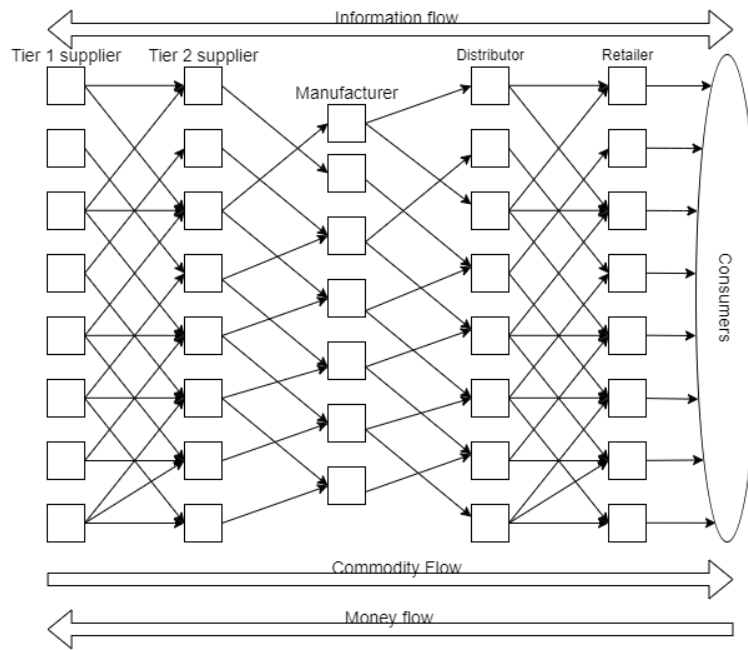 Information flow
Tier 1 supplier
Tier 2 supplier
Manufacturer
Distributor
Retailer
Consumers
Commodity Flow
Money flow